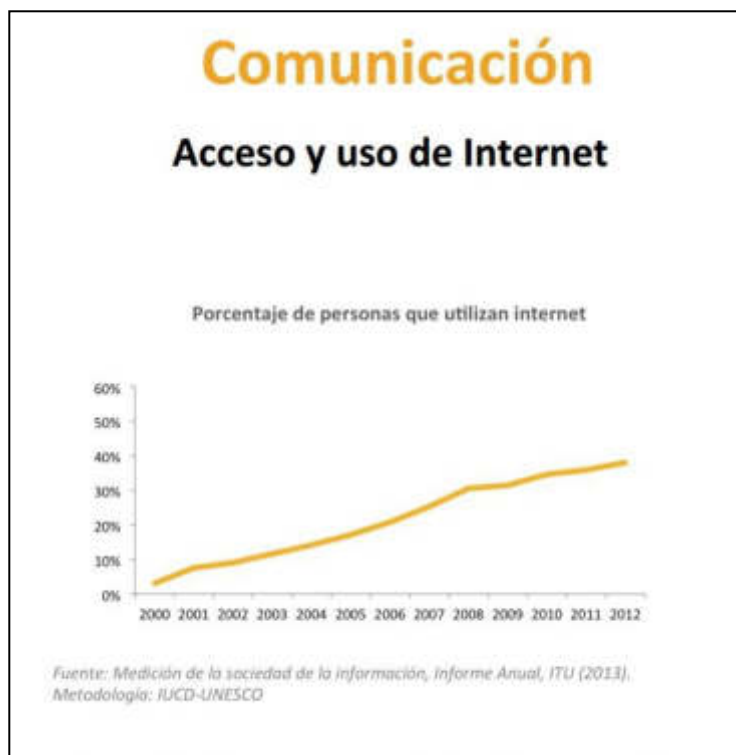 Comunicación
Acceso y uso de Internet
Porcentaje de personas que utilizan internet
60%
50%
40%
30%
20%
10%
0%
2000 2001 2002 2003 2004 2005 2006 2007 2008 2009 2010 2011 2012
Fuente: Medición de la sociedad de la información, Informe Anual, ITU (2013).
Metodología: IUCD-UNESCO